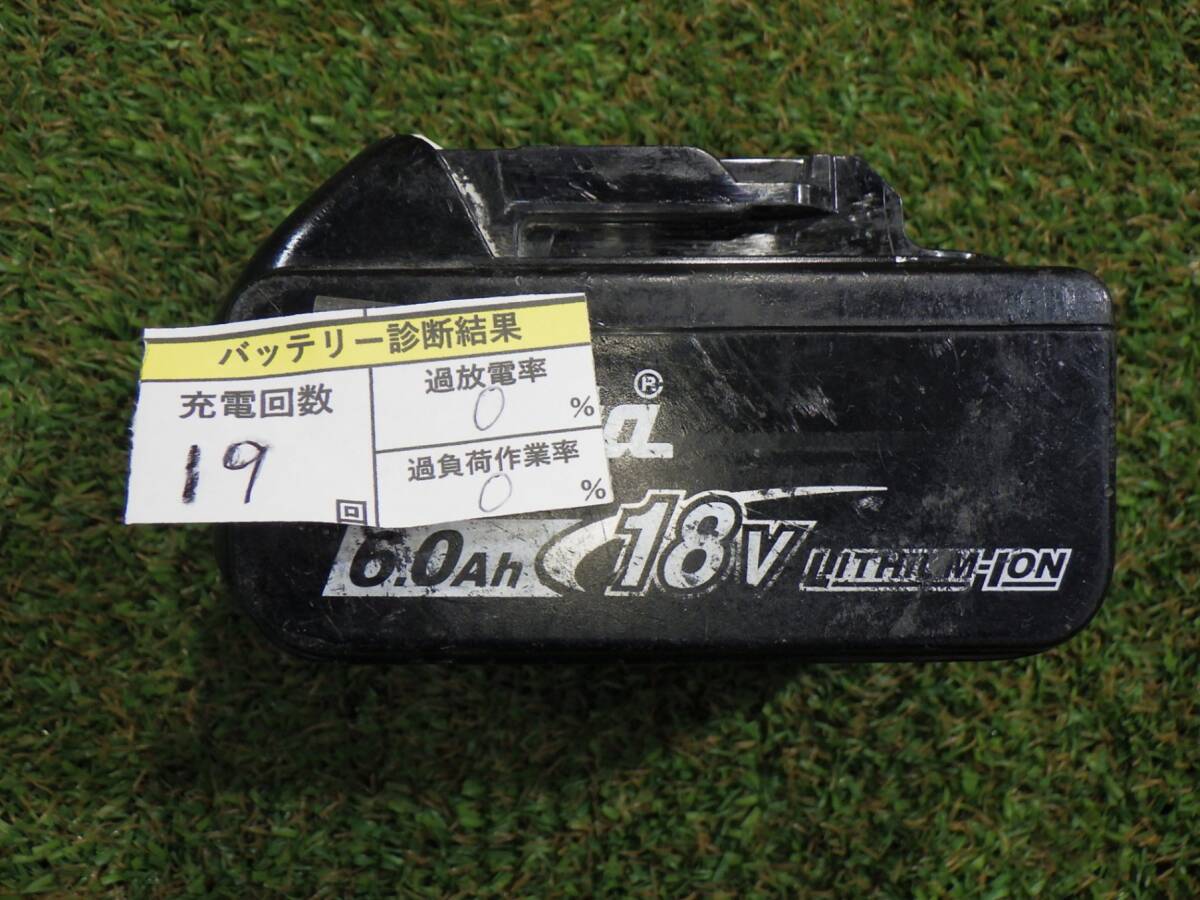 バッテリー診断結果
充電回数
19
回
過放電率
0 %
過負荷作業率
0 %
a®
6.0Ah 18V LITHIUM-ION